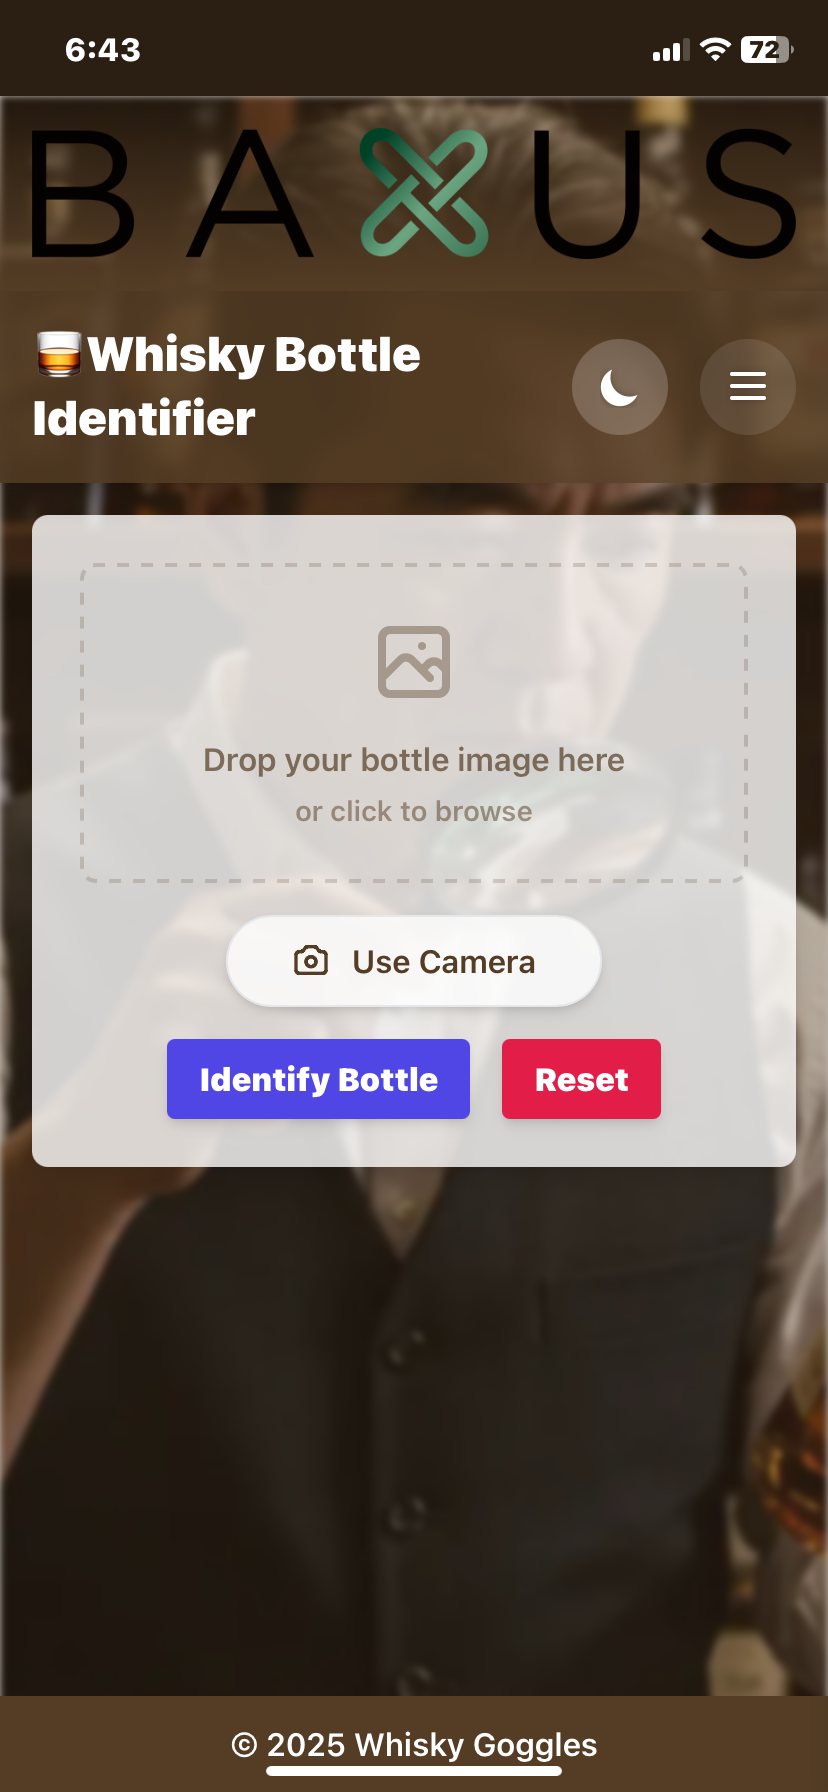 6:43
72
BAXUS
🥃Whisky Bottle
Identifier
Drop your bottle image here
or click to browse
Use Camera
Identify Bottle
Reset
© 2025 Whisky Goggles